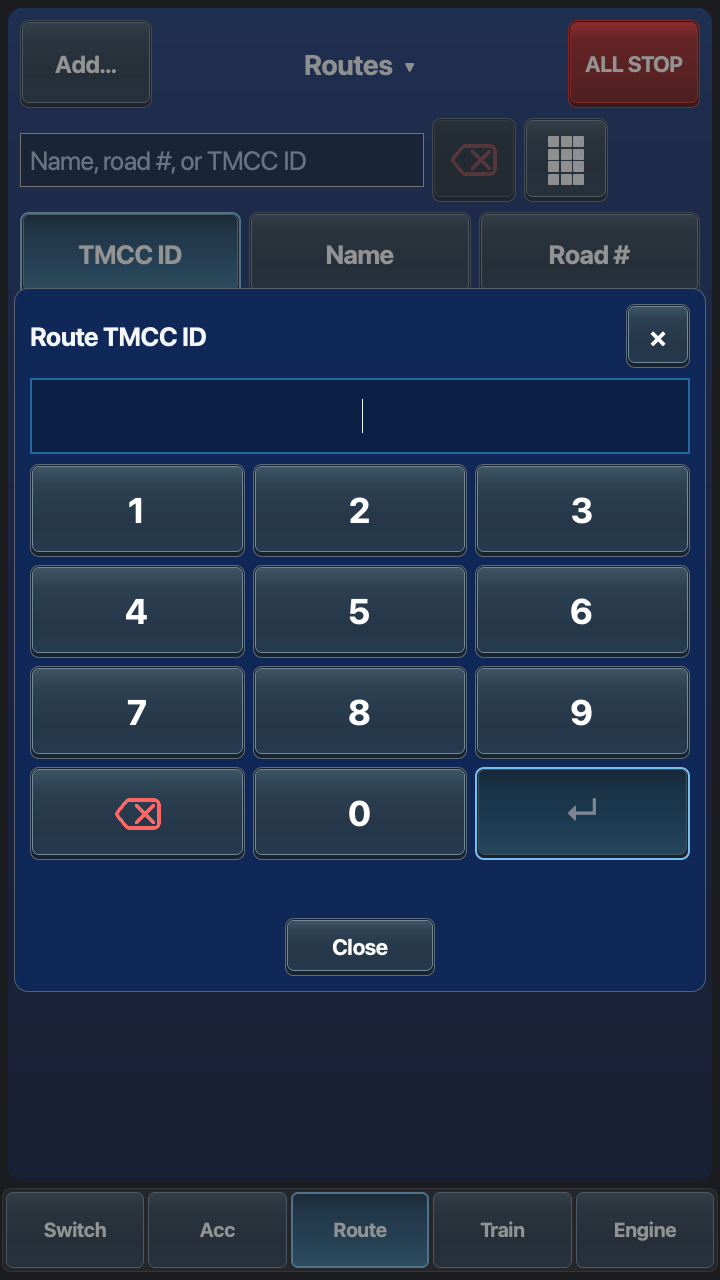 Add... Routes ▼ ALL STOP
Name, road #, or TMCC ID
TMCC ID Name Road #
Route TMCC ID ×
1 2 3
4 5 6
7 8 9
0
Close
Switch Acc Route Train Engine